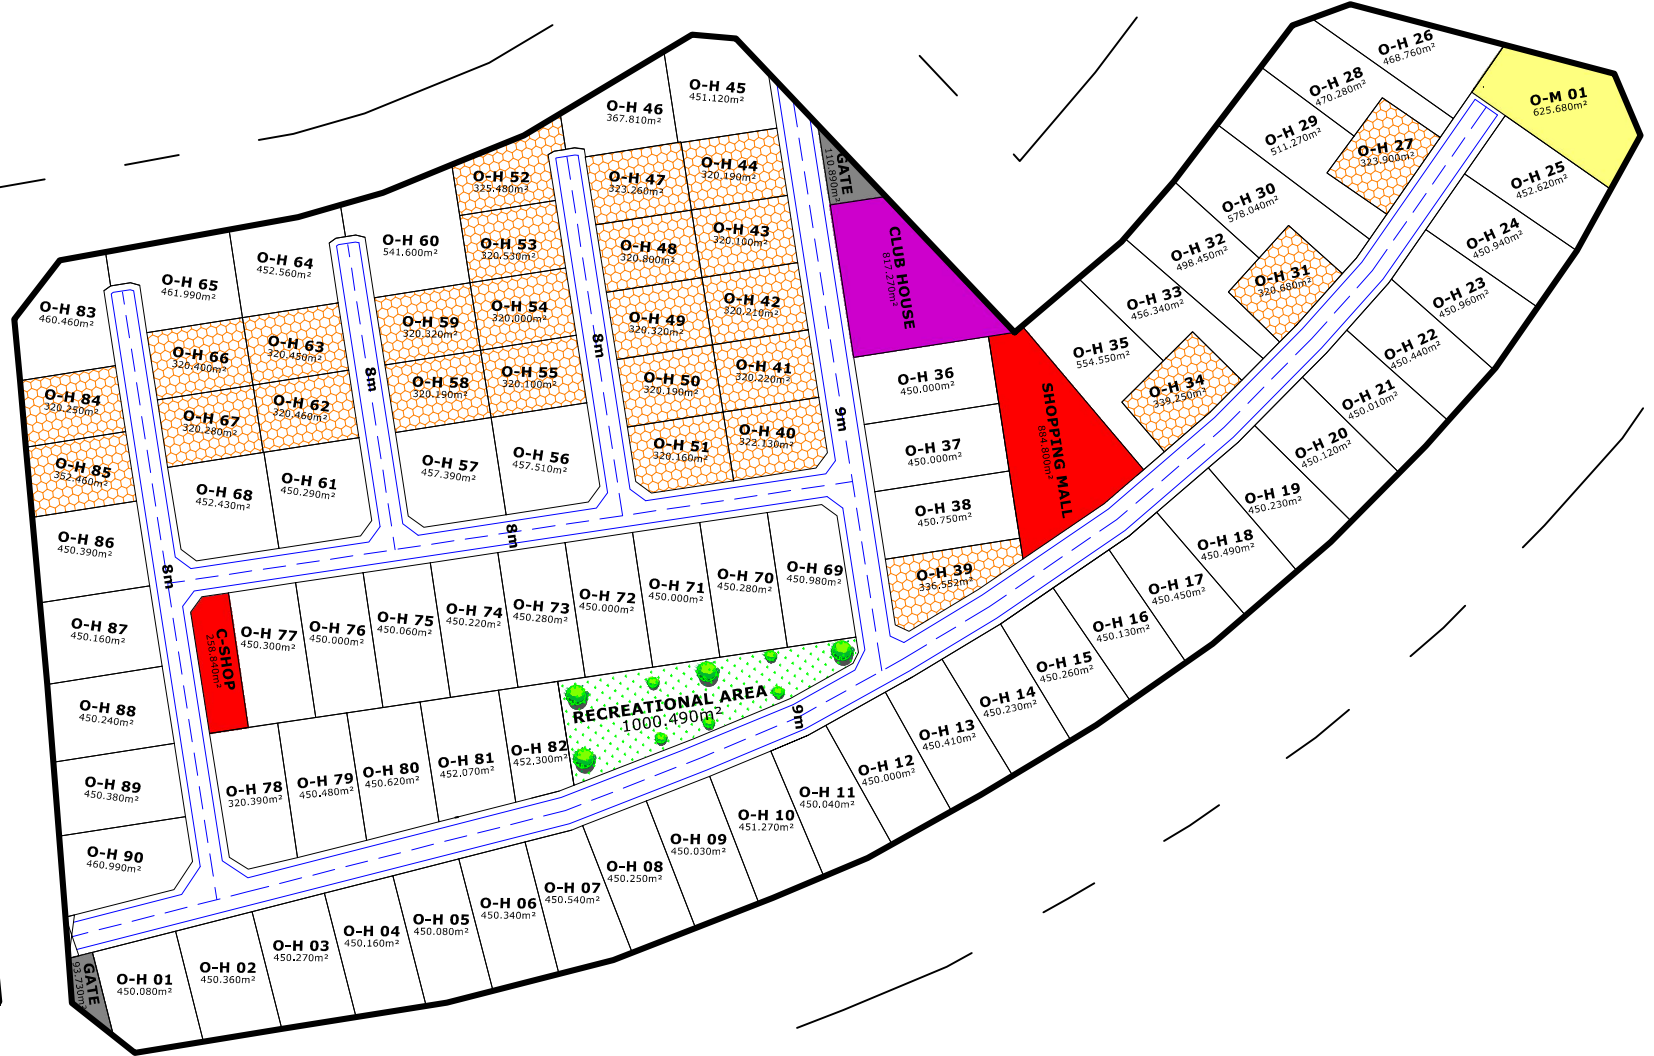 O-H 26
468.760m²
O-M 01
625.680m²
O-H 28
470.280m²
O-H 29
511.270m²
O-H 27
323.900m²
O-H 25
452.620m²
O-H 30
578.040m²
O-H 24
450.940m²
O-H 32
498.450m²
O-H 31
320.680m²
O-H 23
450.960m²
O-H 33
456.340m²
O-H 22
450.440m²
O-H 35
554.550m²
O-H 34
339.250m²
O-H 21
450.010m²
O-H 20
450.120m²
O-H 19
450.230m²
O-H 18
450.490m²
O-H 17
450.450m²
O-H 16
450.130m²
O-H 15
450.260m²
O-H 14
450.230m²
O-H 13
450.410m²
O-H 12
450.000m²
O-H 11
450.040m²
O-H 10
451.270m²
O-H 09
450.030m²
O-H 08
450.250m²
O-H 07
450.540m²
O-H 06
450.340m²
O-H 05
450.080m²
O-H 04
450.160m²
O-H 03
450.270m²
O-H 02
450.360m²
O-H 01
450.080m²
GATE
93.730m²
O-H 45
451.120m²
O-H 46
367.810m²
GATE
110.890m²
O-H 44
320.190m²
O-H 47
323.260m²
O-H 52
325.480m²
O-H 43
320.100m²
O-H 48
320.800m²
O-H 53
320.530m²
CLUB HOUSE
817.270m²
O-H 60
541.600m²
O-H 64
452.560m²
O-H 65
461.990m²
O-H 83
460.460m²
O-H 42
320.210m²
O-H 49
320.320m²
O-H 54
320.000m²
O-H 59
320.320m²
O-H 63
320.450m²
O-H 66
320.400m²
8m
8m
O-H 41
320.220m²
O-H 50
320.190m²
O-H 55
320.100m²
O-H 58
320.190m²
O-H 62
320.460m²
O-H 67
320.280m²
O-H 84
320.250m²
O-H 36
450.000m²
SHOPPING MALL
884.800m²
9m
O-H 40
322.130m²
O-H 51
320.160m²
O-H 56
457.510m²
O-H 57
457.390m²
O-H 61
450.290m²
O-H 68
452.430m²
O-H 85
352.460m²
O-H 37
450.000m²
O-H 38
450.750m²
O-H 39
336.552m²
8m
8m
O-H 86
450.390m²
O-H 69
450.980m²
O-H 70
450.280m²
O-H 71
450.000m²
O-H 72
450.000m²
O-H 73
450.280m²
O-H 74
450.220m²
O-H 75
450.060m²
O-H 76
450.000m²
O-H 77
450.300m²
C-SHOP
O-H 87
450.160m²
O-H 88
450.240m²
RECREATIONAL AREA
1000.490m²
9m
O-H 82
452.300m²
O-H 81
452.070m²
O-H 80
450.620m²
O-H 79
450.480m²
O-H 78
320.390m²
O-H 89
450.380m²
O-H 90
460.990m²